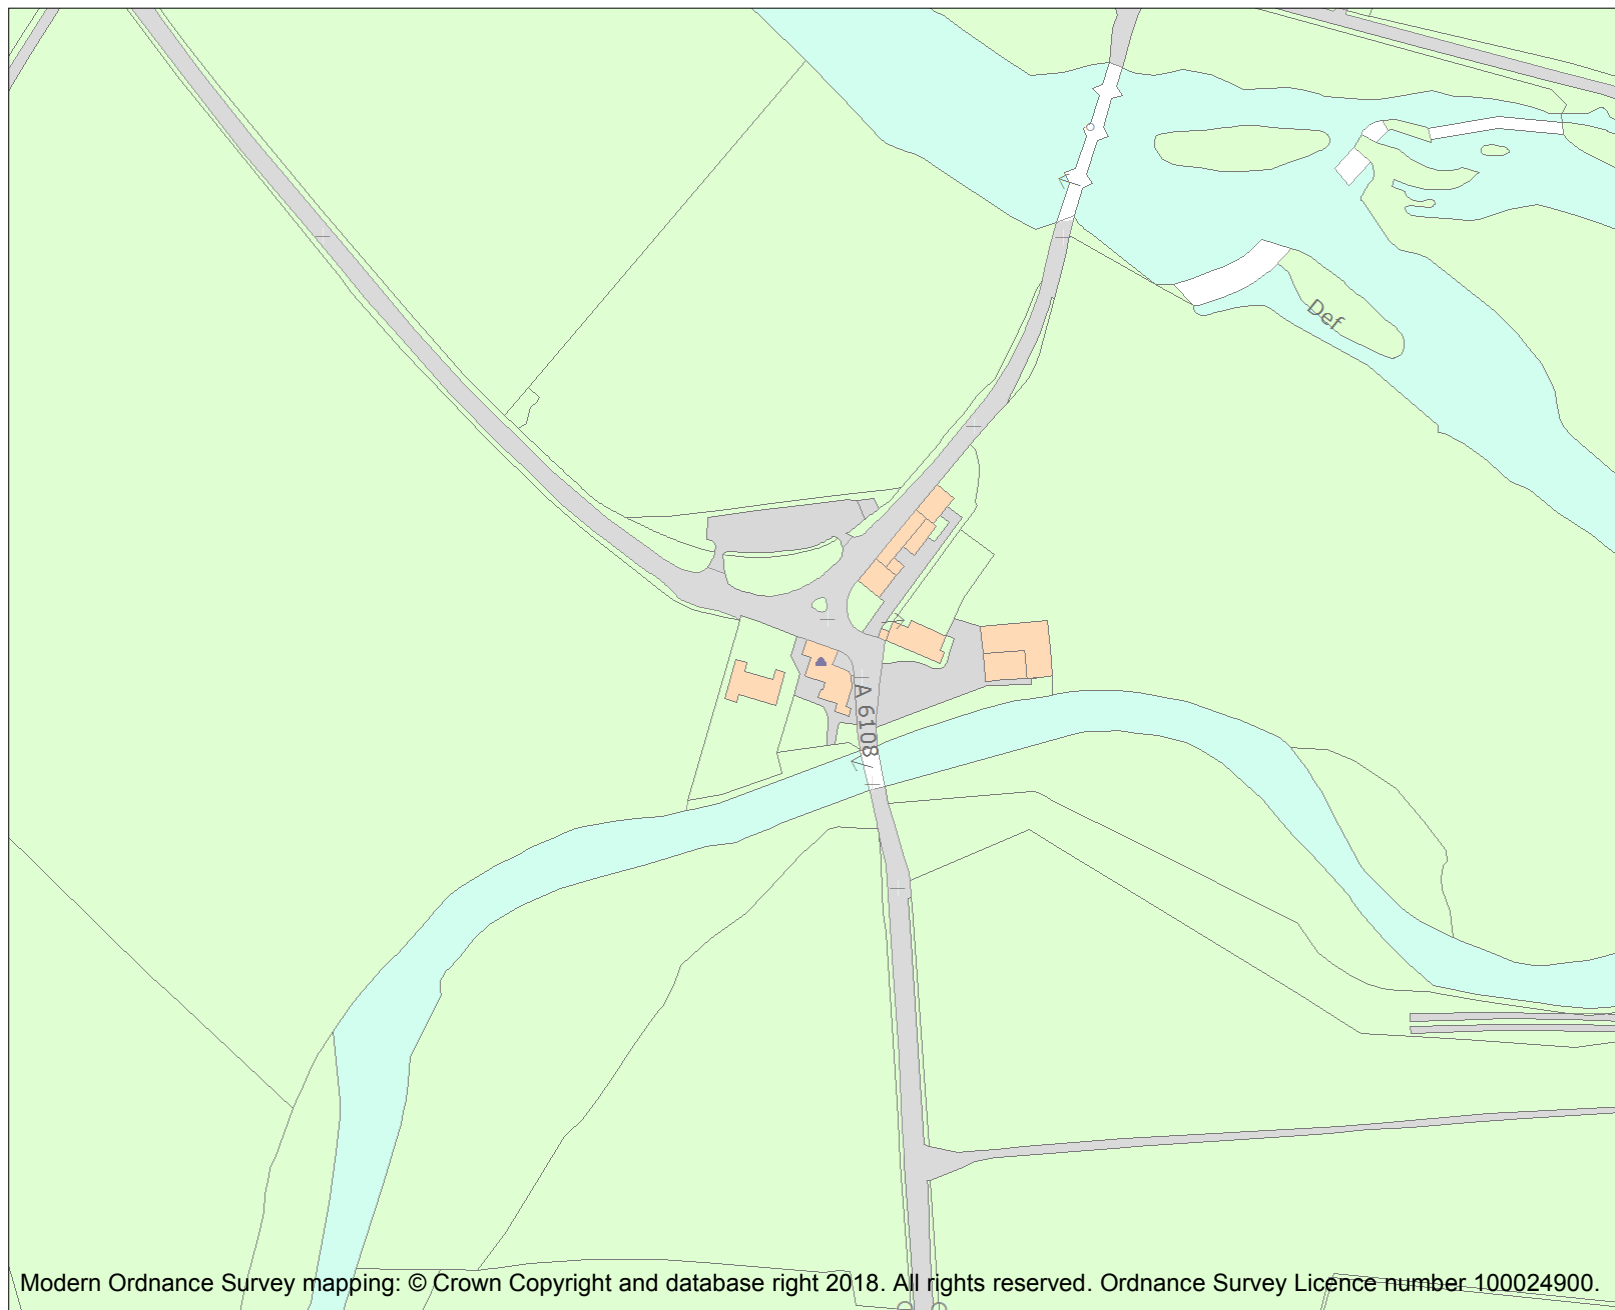 Def
A 6108
Modern Ordnance Survey mapping: © Crown Copyright and database right 2018. All rights reserved. Ordnance Survey Licence number 100024900.